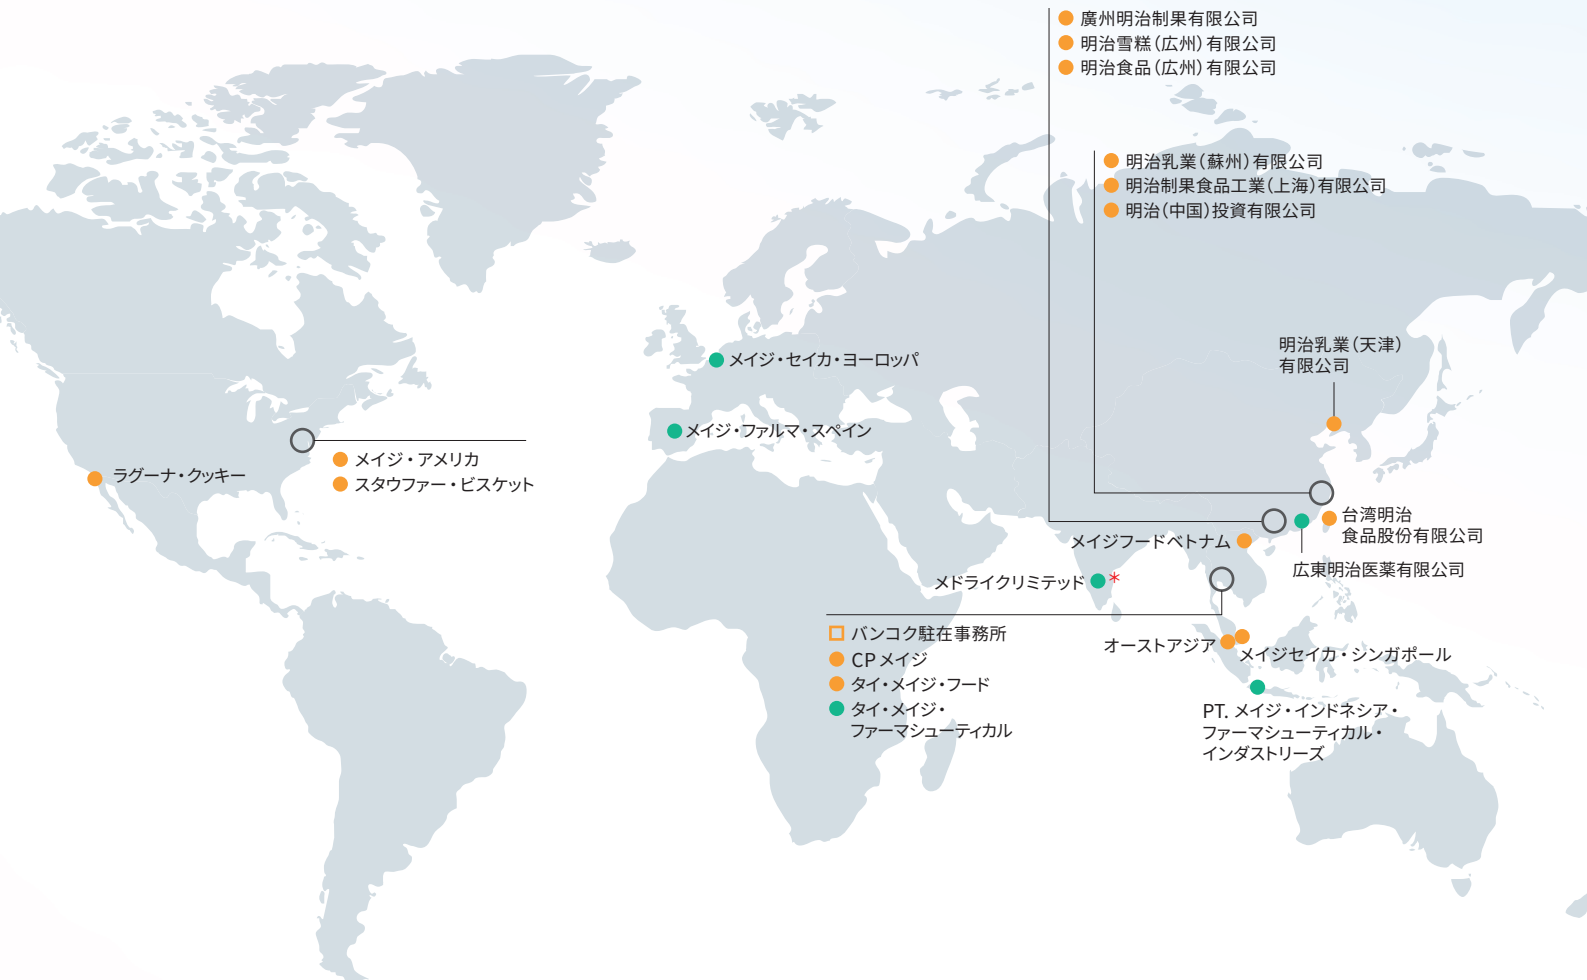 廣州明治制果有限公司
明治雪糕（広州）有限公司
明治食品（広州）有限公司
明治乳業（蘇州）有限公司
明治制果食品工業（上海）有限公司
明治（中国）投資有限公司
明治乳業（天津）
有限公司
メイジ・セイカ・ヨーロッパ
メイジ・ファルマ・スペイン
メイジ・アメリカ
スタウファー・ビスケット
ラグーナ・クッキー
台湾明治
食品股份有限公司
メイジフードベトナム
広東明治医薬有限公司
メドライクリミテッド
＊
バンコク駐在事務所
CPメイジ
タイ・メイジ・フード
タイ・メイジ・
ファーマシューティカル
オーストアジア
メイジセイカ・シンガポール
PT. メイジ・インドネシア・
ファーマシューティカル・
インダストリーズ